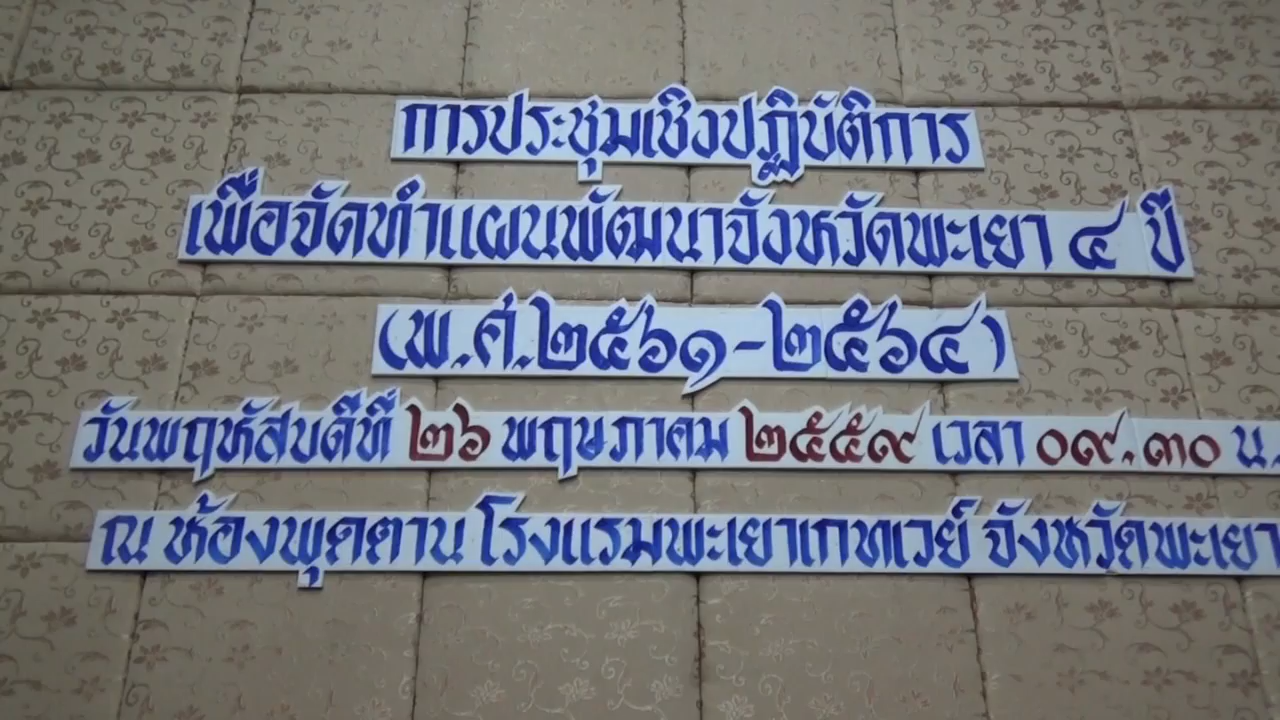 การประชุมเชิงปฏิบัติการ
เพื่อจัดทำแผนพัฒนาจังหวัดพะเยา ๔ ปี
(พ.ศ.๒๕๖๑-๒๕๖๔)
วันพฤหัสบดีที่ ๒๖ พฤษภาคม ๒๕๕๙ เวลา ๐๙.๓๐ น.
ณ ห้องพุดตาน โรงแรมพะเยาเกทเวย์ จังหวัดพะเยา